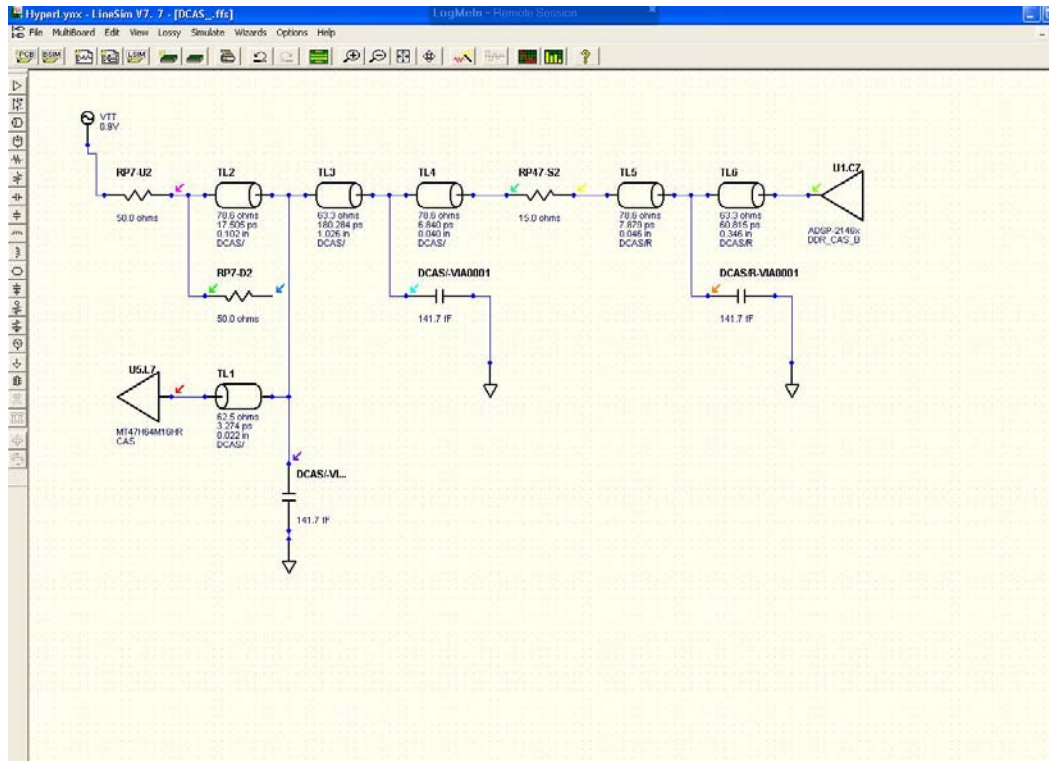 HyperLynx - LineSim V7.7 - [DCAS_.ffs]
LogMeIn - Remote Session
File MultiBoard Edit View Lossy Simulate Wizards Options Help
PCB
BSIM
LSIM
VTT
0.9V
RP7-U2
50.0 ohms
TL2
78.6 ohms
17.505 ps
0.102 in
DCAS/
TL3
63.3 ohms
180.284 ps
1.026 in
DCAS/
TL4
78.6 ohms
6.840 ps
0.040 in
DCAS/
RP47-S2
15.0 ohms
TL5
78.6 ohms
7.879 ps
0.046 in
DCAS/R
TL6
63.3 ohms
60.815 ps
0.346 in
DCAS/R
U1.C7
ADSP-2146x
DDR_CAS_B
RP7-D2
50.0 ohms
DCAS/-VIA0001
141.7 fF
DCAS/R-VIA0001
141.7 fF
U5.L7
MT47H64M16HR
CAS
TL1
62.5 ohms
3.274 ps
0.022 in
DCAS/
DCAS/-VI...
141.7 fF